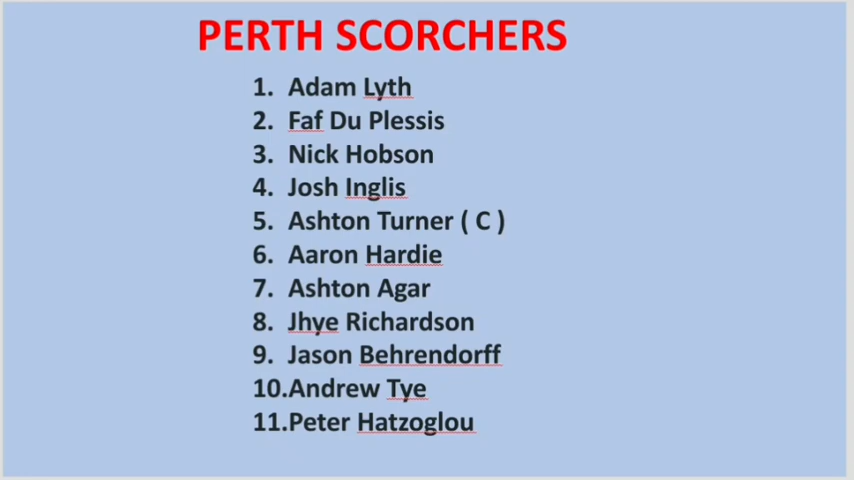 PERTH SCORCHERS
1. Adam Lyth
2. Faf Du Plessis
3. Nick Hobson
4. Josh Inglis
5. Ashton Turner ( C )
6. Aaron Hardie
7. Ashton Agar
8. Jhye Richardson
9. Jason Behrendorff
10.Andrew Tye
11.Peter Hatzoglou